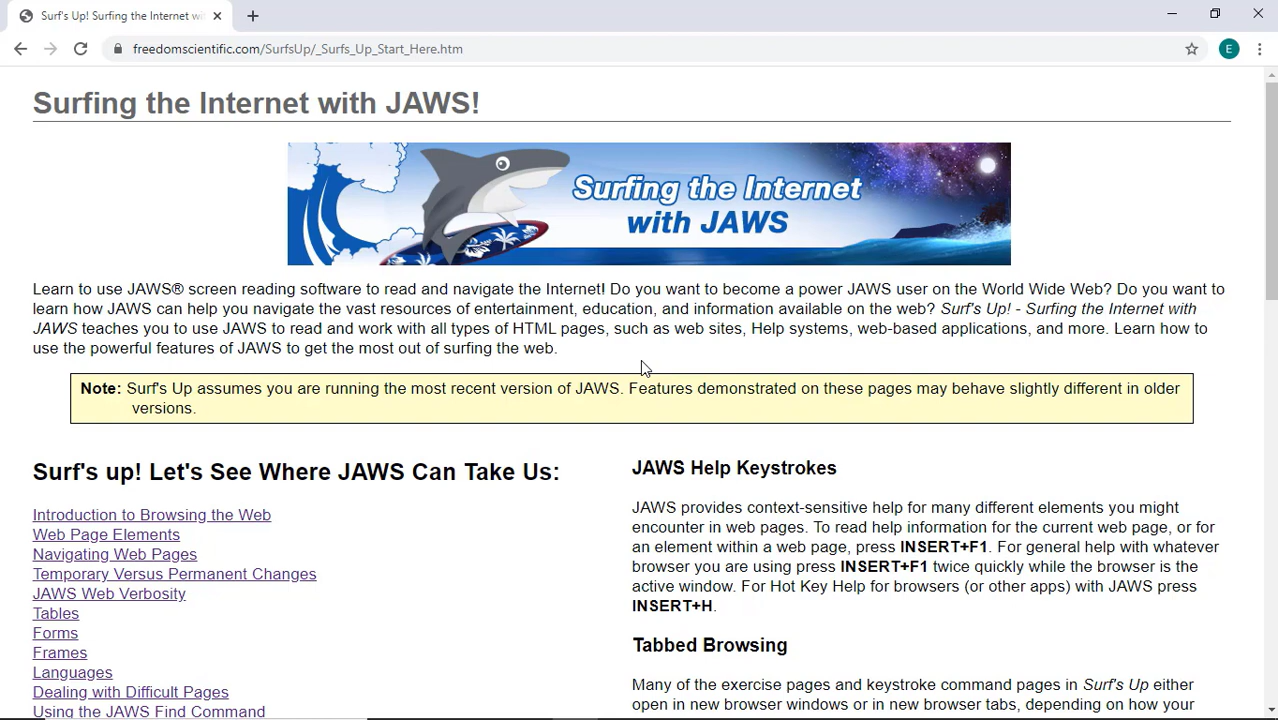 Surf's Up! Surfing the Internet wi
freedomscientific.com/SurfsUp/_Surfs_Up_Start_Here.htm
E
Surfing the Internet with JAWS!
Surfing the Internet
with JAWS
Learn to use JAWS® screen reading software to read and navigate the Internet! Do you want to become a power JAWS user on the World Wide Web? Do you want to
learn how JAWS can help you navigate the vast resources of entertainment, education, and information available on the web? Surf's Up! - Surfing the Internet with
JAWS teaches you to use JAWS to read and work with all types of HTML pages, such as web sites, Help systems, web-based applications, and more. Learn how to
use the powerful features of JAWS to get the most out of surfing the web.
Note: Surf's Up assumes you are running the most recent version of JAWS. Features demonstrated on these pages may behave slightly different in older
versions.
Surf's up! Let's See Where JAWS Can Take Us:
Introduction to Browsing the Web
Web Page Elements
Navigating Web Pages
Temporary Versus Permanent Changes
JAWS Web Verbosity
Tables
Forms
Frames
Languages
Dealing with Difficult Pages
Using the JAWS Find Command
JAWS Help Keystrokes
JAWS provides context-sensitive help for many different elements you might
encounter in web pages. To read help information for the current web page, or for
an element within a web page, press INSERT+F1. For general help with whatever
browser you are using press INSERT+F1 twice quickly while the browser is the
active window. For Hot Key Help for browsers (or other apps) with JAWS press
INSERT+H.
Tabbed Browsing
Many of the exercise pages and keystroke command pages in Surf's Up either
open in new browser windows or in new browser tabs, depending on how your